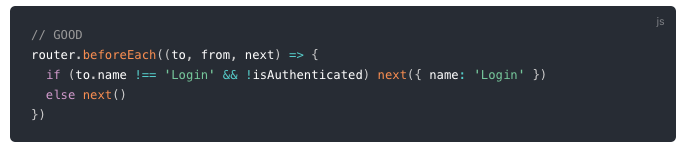 js
// GOOD
router.beforeEach((to, from, next) => {
  if (to.name !== 'Login' && !isAuthenticated) next({ name: 'Login' })
  else next()
})